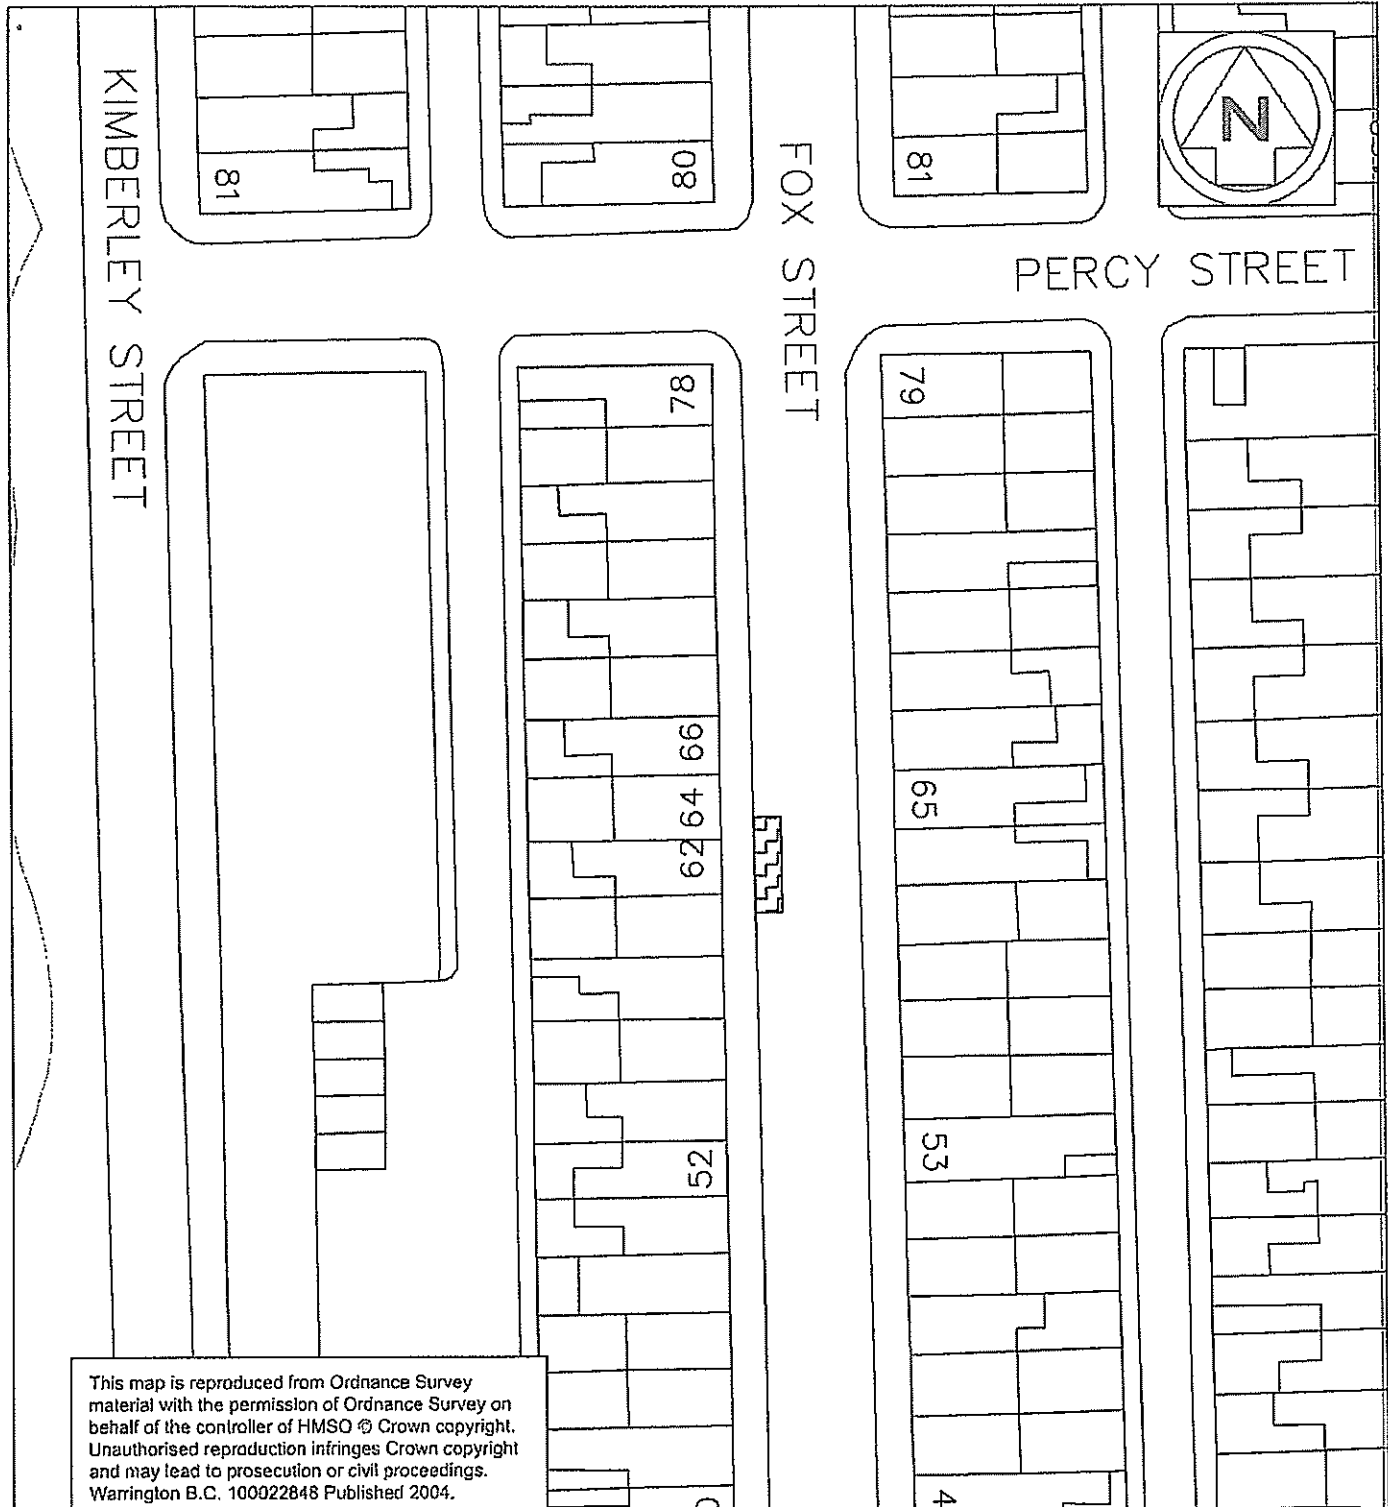 KIMBERLEY STREET
81
80
FOX STREET
81
N
PERCY STREET
78
79
66
64
65
62
52
53
This map is reproduced from Ordnance Survey
material with the permission of Ordnance Survey on
behalf of the controller of HMSO © Crown copyright.
Unauthorised reproduction infringes Crown copyright
and may lead to prosecution or civil proceedings.
Warrington B.C. 100022848 Published 2004.